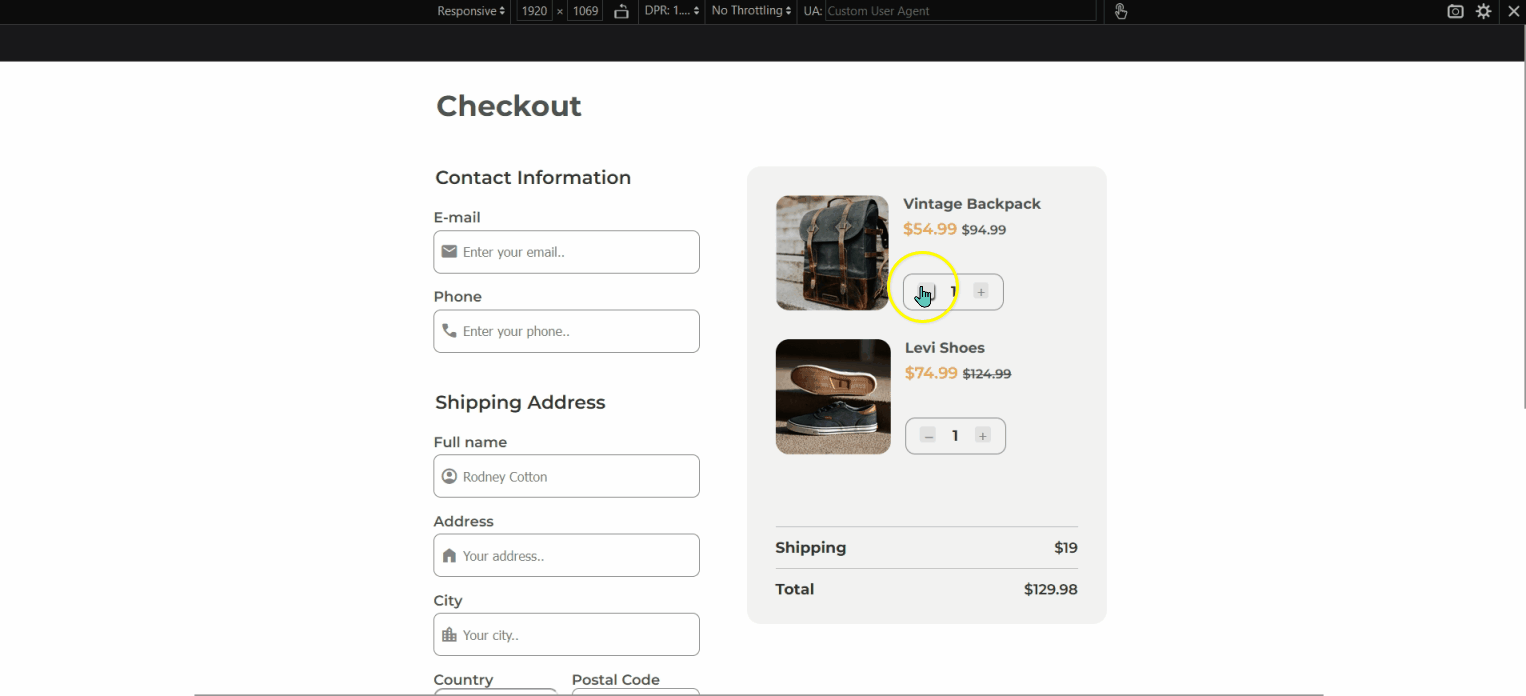 Responsive 1920 × 1069 DPR: 1.... No Throttling UA: Custom User Agent
Checkout
Contact Information
E-mail
Enter your email..
Phone
Enter your phone..
Shipping Address
Full name
Rodney Cotton
Address
Your address..
City
Your city..
Country Postal Code
Vintage Backpack
$54.99 $94.99
1 +
Levi Shoes
$74.99 $124.99
– 1 +
Shipping $19
Total $129.98